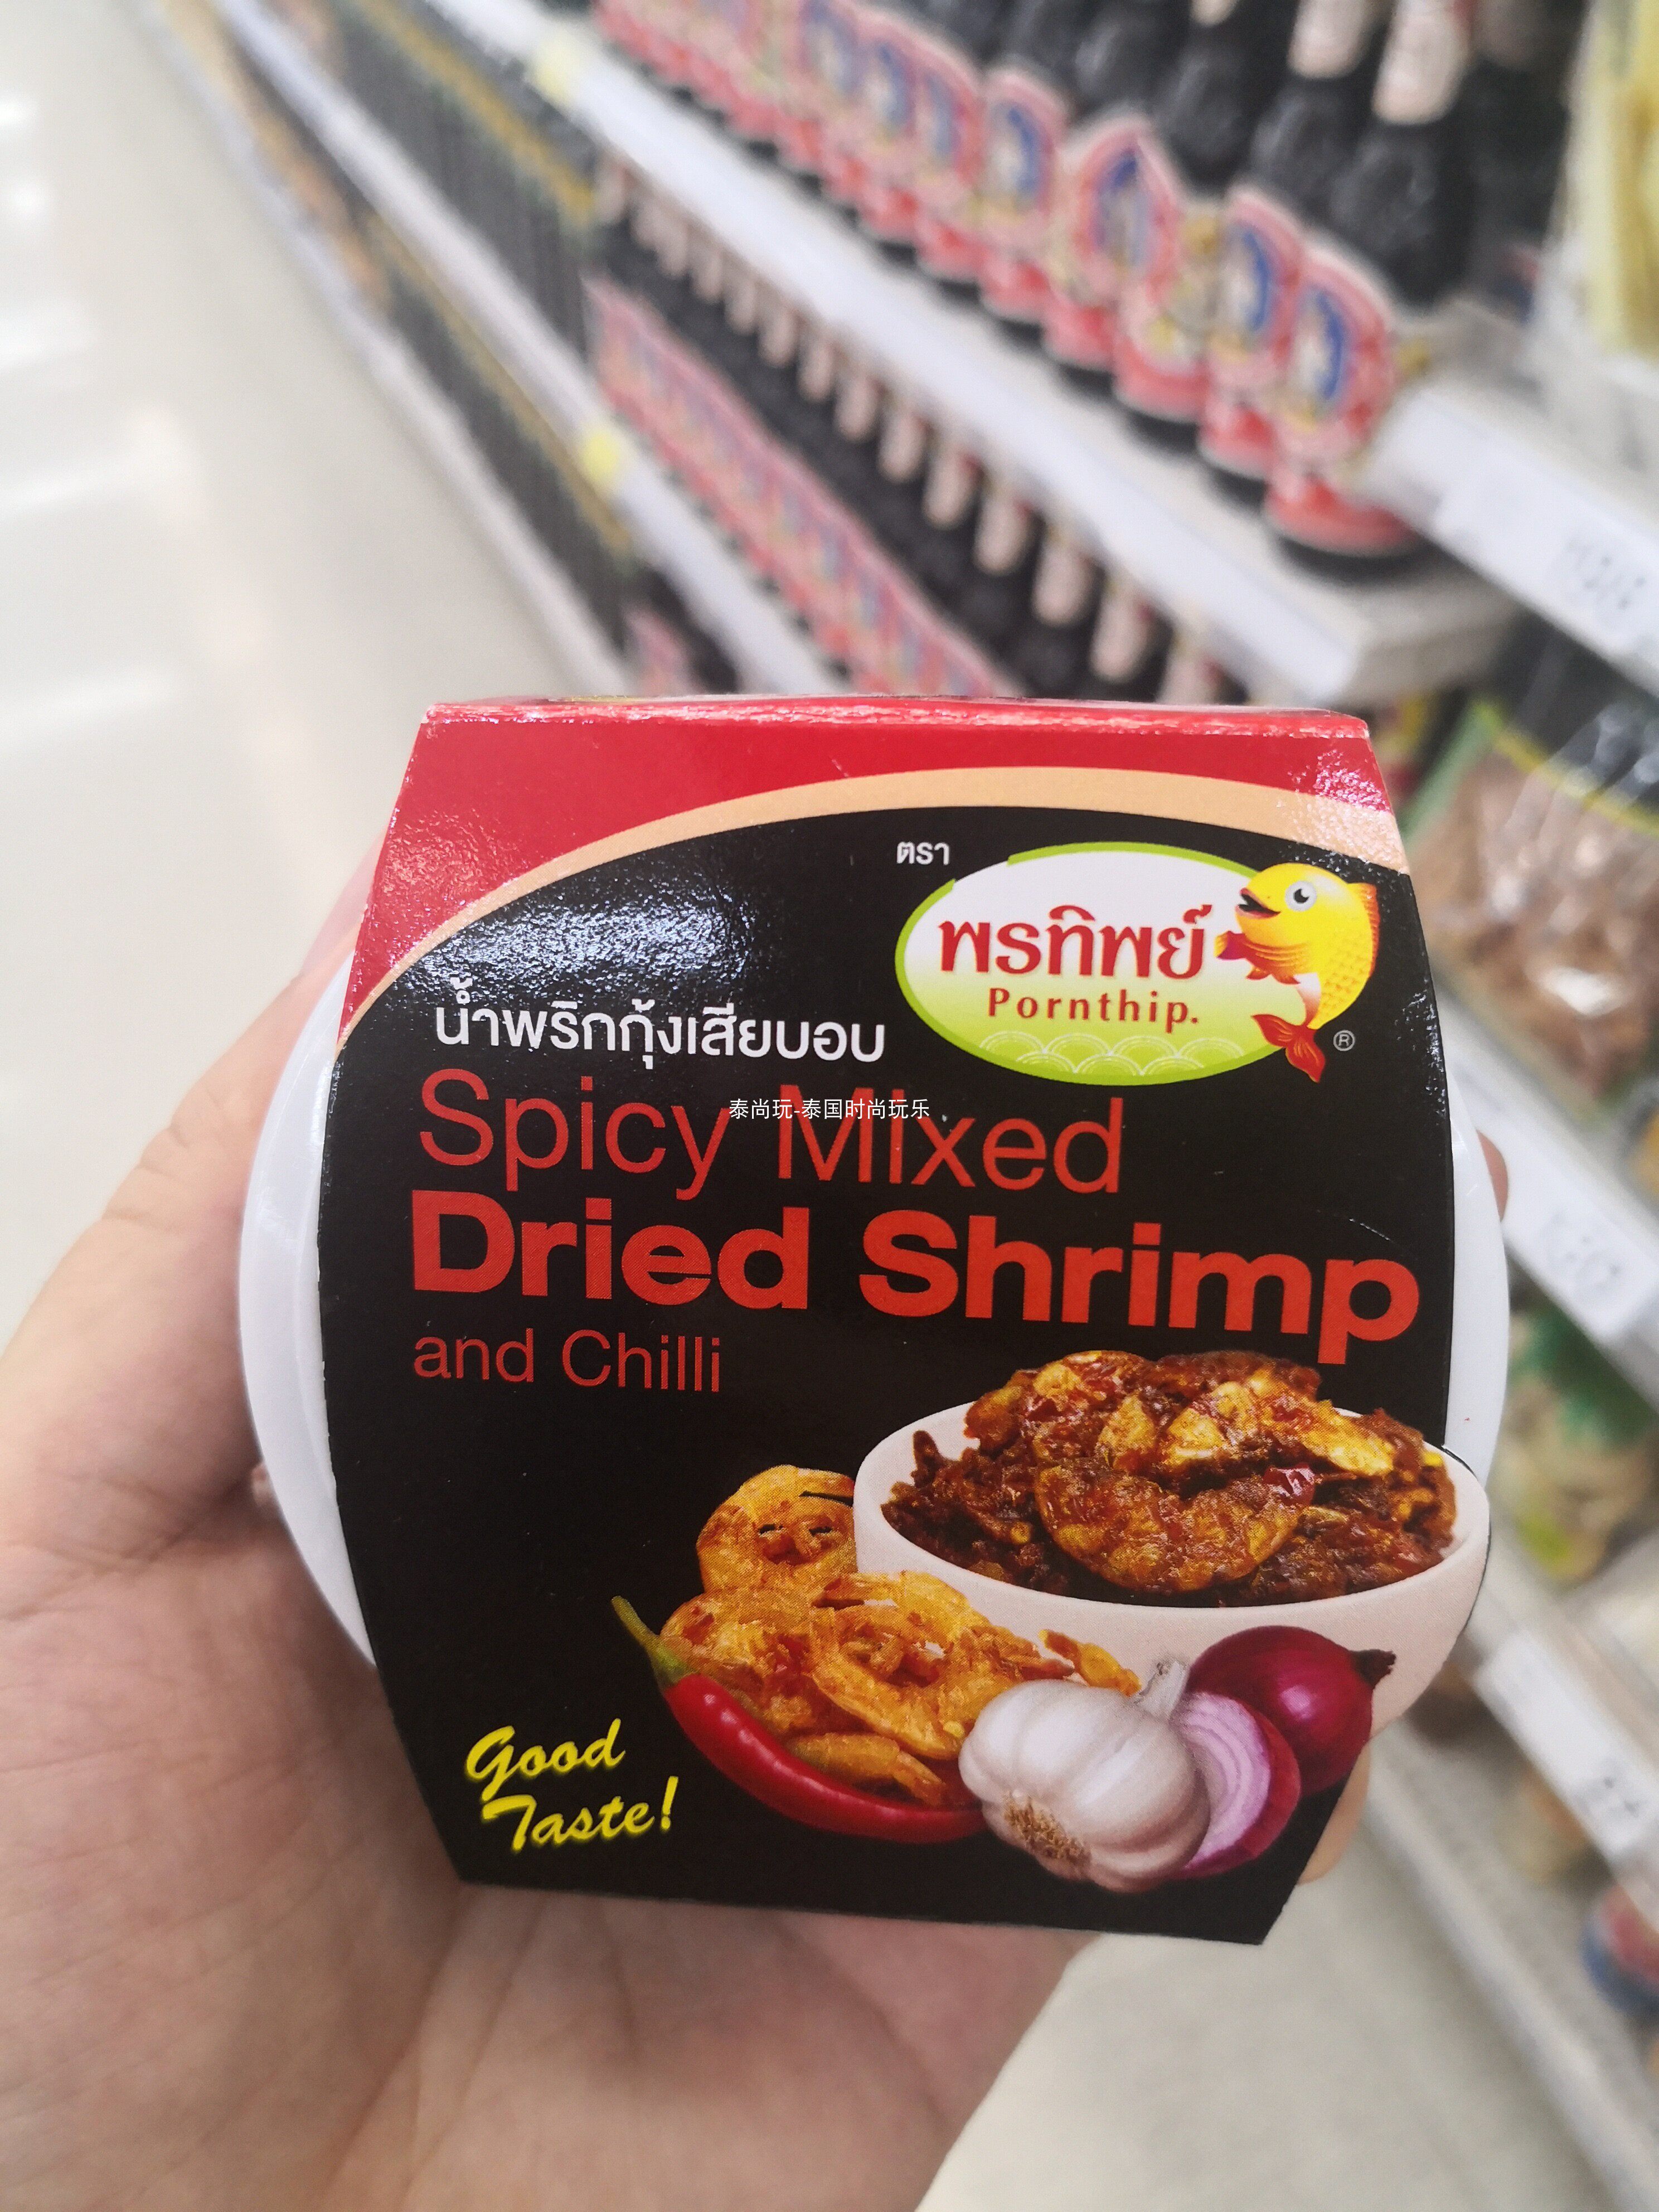 ตรา
พรทิพย์
Pornthip.
®
น้ำพริกกุ้งเสียบอบ
Spicy Mixed
泰尚玩-泰国时尚玩乐
Dried Shrimp
and Chilli
Good
Taste!